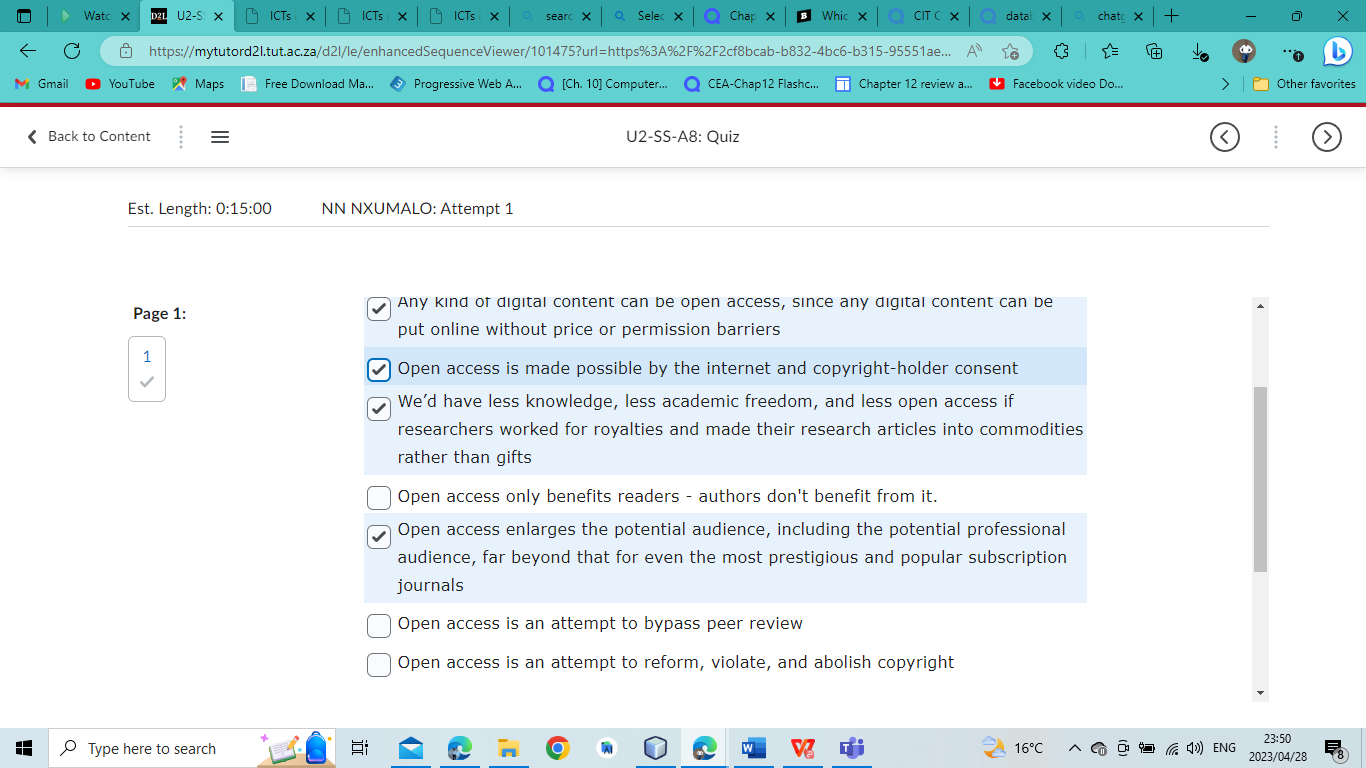 Watc
D2L U2-S
ICTs
ICTs
ICTs
searc
Selec
Chap
B Whic
CIT C
datab
chatg
https://mytutord2l.tut.ac.za/d2l/le/enhancedSequenceViewer/101475?url=https%3A%2F%2F2cf8bcab-b832-4bc6-b315-95551ae...
Gmail YouTube Maps Free Download Ma... Progressive Web A... [Ch. 10] Computer... CEA-Chap12 Flashc... Chapter 12 review a... Facebook video Do... Other favorites
Back to Content
U2-SS-A8: Quiz
Est. Length: 0:15:00 NN NXUMALO: Attempt 1
Page 1:
1
Any kind of digital content can be open access, since any digital content can be
put online without price or permission barriers
Open access is made possible by the internet and copyright-holder consent
We’d have less knowledge, less academic freedom, and less open access if
researchers worked for royalties and made their research articles into commodities
rather than gifts
Open access only benefits readers - authors don't benefit from it.
Open access enlarges the potential audience, including the potential professional
audience, far beyond that for even the most prestigious and popular subscription
journals
Open access is an attempt to bypass peer review
Open access is an attempt to reform, violate, and abolish copyright
Type here to search
16°C
ENG
23:50
2023/04/28
8